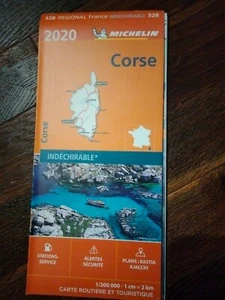 528 REGIONAL France INDÉCHIRABLE 528
2020 MICHELIN
Corse
Corse
INDÉCHIRABLE*
STATIONS-
SERVICE
ALERTES
SÉCURITÉ
PLANS : BASTIA
AJACCIO
1/200 000 - 1 cm = 2 km
CARTE ROUTIÈRE ET TOURISTIQUE